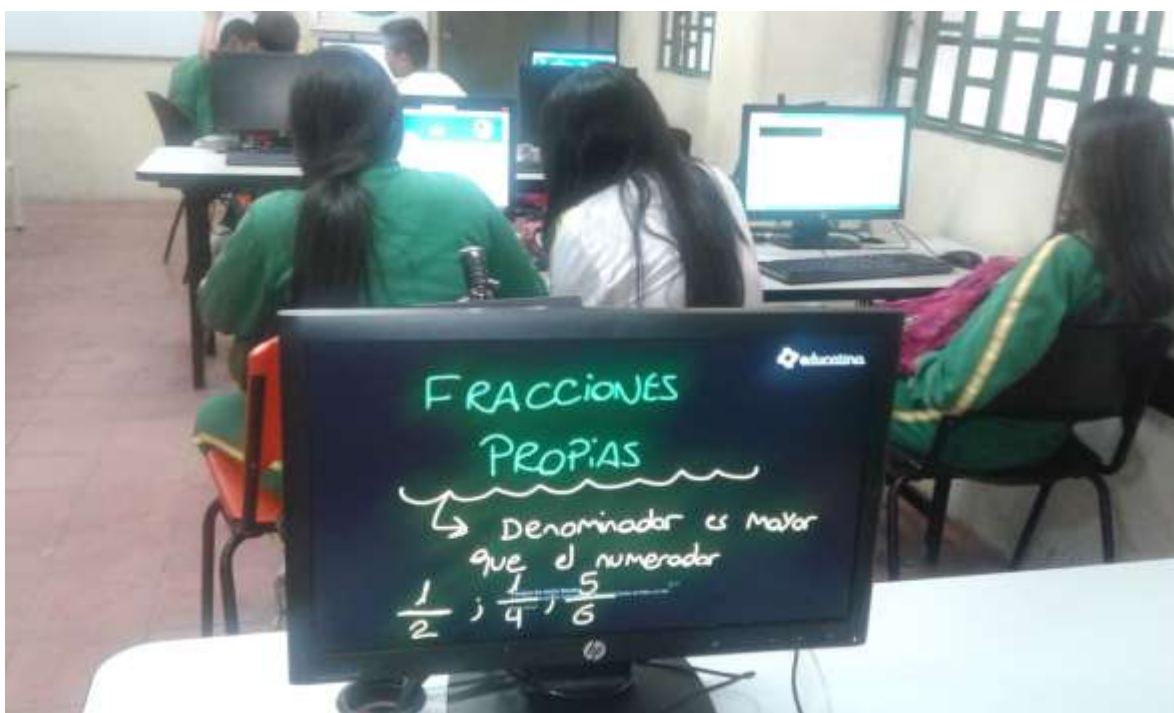 educatina
FRACCIONES
PROPIAS
Denominador es mayor
que el numerador
1/2 ; 1/4 ; 5/6
hp